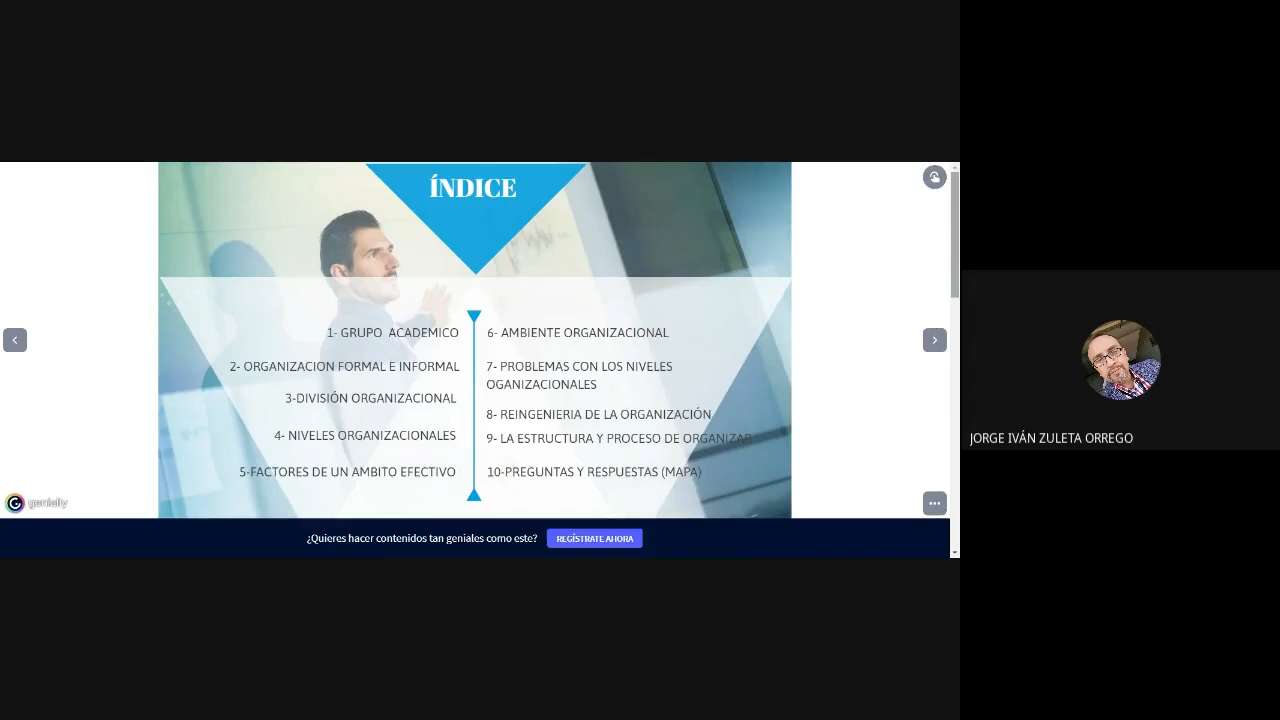 ÍNDICE
1- GRUPO ACADEMICO
2- ORGANIZACION FORMAL E INFORMAL
3-DIVISIÓN ORGANIZACIONAL
4- NIVELES ORGANIZACIONALES
5-FACTORES DE UN AMBITO EFECTIVO
6- AMBIENTE ORGANIZACIONAL
7- PROBLEMAS CON LOS NIVELES
OGANIZACIONALES
8- REINGENIERIA DE LA ORGANIZACIÓN
9- LA ESTRUCTURA Y PROCESO DE ORGANIZAR
10-PREGUNTAS Y RESPUESTAS (MAPA)
genially
¿Quieres hacer contenidos tan geniales como este?
REGÍSTRATE AHORA
JORGE IVÁN ZULETA ORREGO